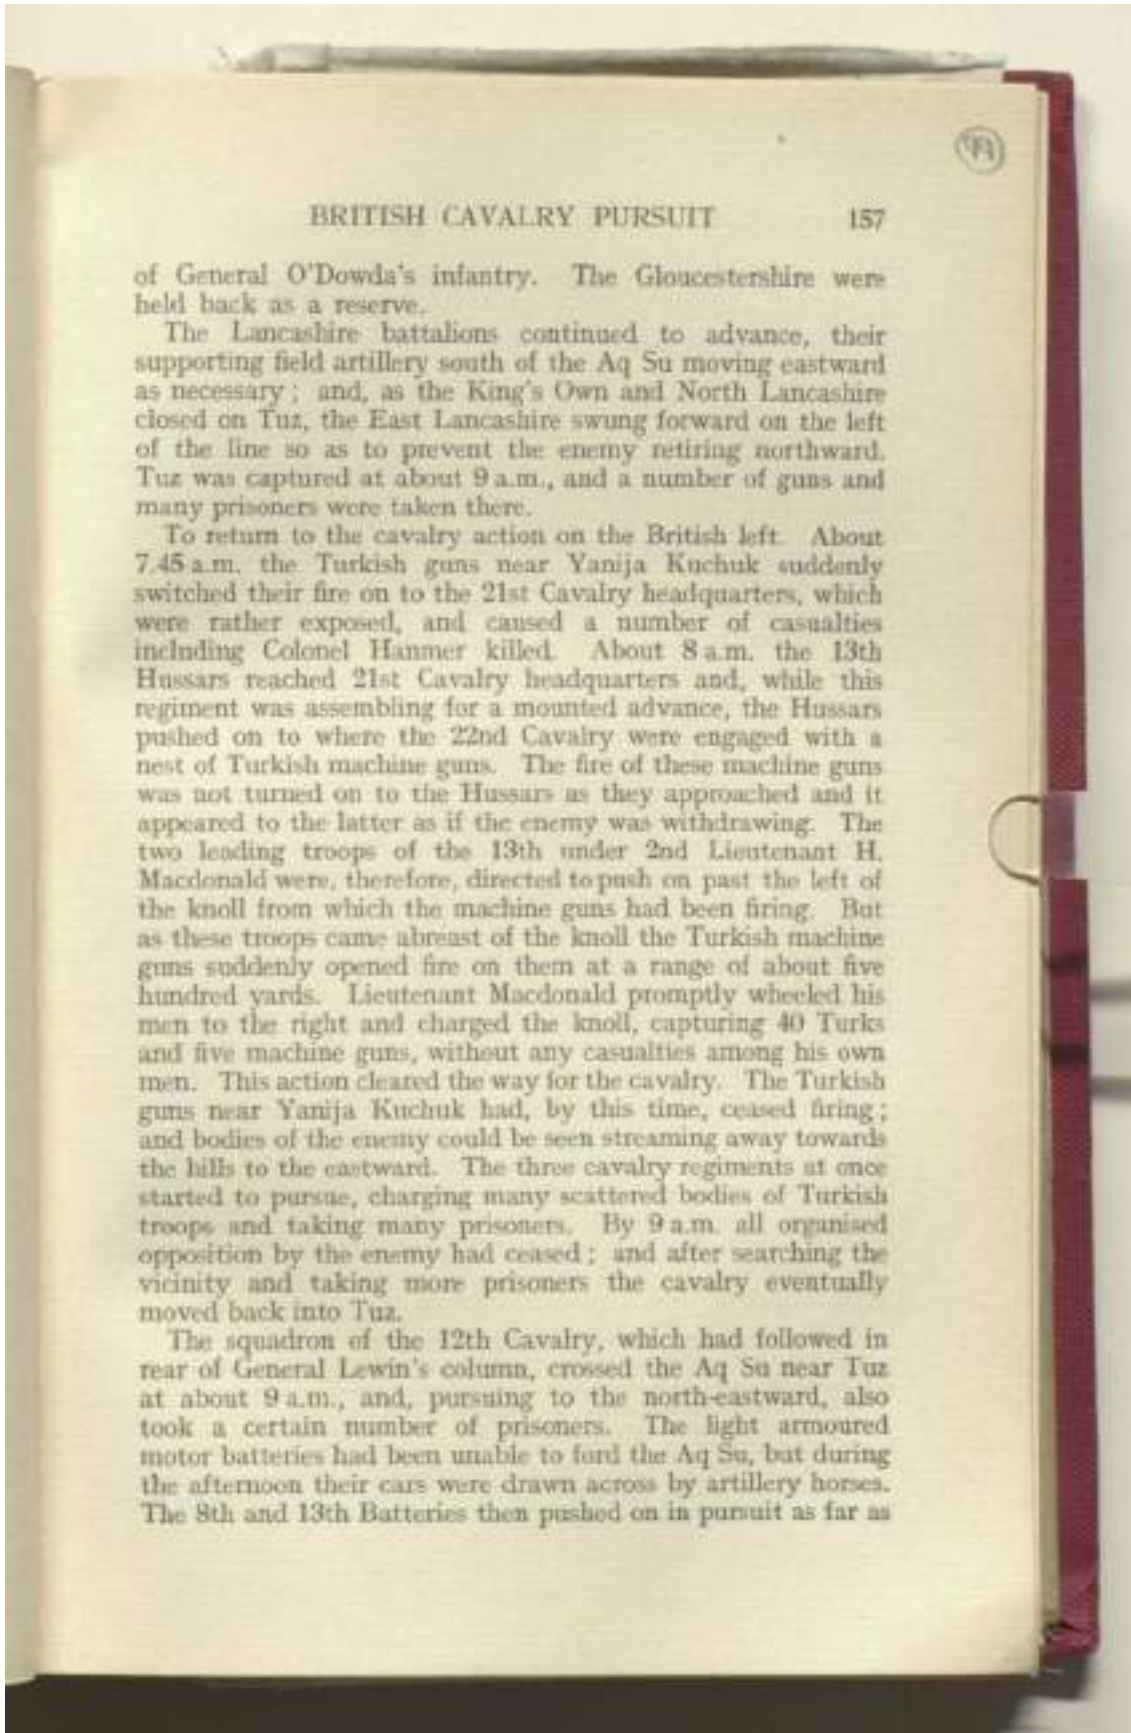 BRITISH CAVALRY PURSUIT 157
of General O'Dowda's infantry. The Gloucestershire were
held back as a reserve.
The Lancashire battalions continued to advance, their
supporting field artillery south of the Aq Su moving eastward
as necessary; and, as the King's Own and North Lancashire
closed on Tuz, the East Lancashire swung forward on the left
of the line so as to prevent the enemy retiring northward.
Tuz was captured at about 9 a.m., and a number of guns and
many prisoners were taken there.
To return to the cavalry action on the British left. About
7.45 a.m. the Turkish guns near Yanija Kuchuk suddenly
switched their fire on to the 21st Cavalry headquarters, which
were rather exposed, and caused a number of casualties
including Colonel Hanmer killed. About 8 a.m. the 13th
Hussars reached 21st Cavalry headquarters and, while this
regiment was assembling for a mounted advance, the Hussars
pushed on to where the 22nd Cavalry were engaged with a
nest of Turkish machine guns. The fire of these machine guns
was not turned on to the Hussars as they approached and it
appeared to the latter as if the enemy was withdrawing. The
two leading troops of the 13th under 2nd Lieutenant H.
Macdonald were, therefore, directed to push on past the left of
the knoll from which the machine guns had been firing. But
as these troops came abreast of the knoll the Turkish machine
guns suddenly opened fire on them at a range of about five
hundred yards. Lieutenant Macdonald promptly wheeled his
men to the right and charged the knoll, capturing 40 Turks
and five machine guns, without any casualties among his own
men. This action cleared the way for the cavalry. The Turkish
guns near Yanija Kuchuk had, by this time, ceased firing;
and bodies of the enemy could be seen streaming away towards
the hills to the eastward. The three cavalry regiments at once
started to pursue, charging many scattered bodies of Turkish
troops and taking many prisoners. By 9 a.m. all organised
opposition by the enemy had ceased; and after searching the
vicinity and taking more prisoners the cavalry eventually
moved back into Tuz.
The squadron of the 12th Cavalry, which had followed in
rear of General Lewin's column, crossed the Aq Su near Tuz
at about 9 a.m., and, pursuing to the north-eastward, also
took a certain number of prisoners. The light armoured
motor batteries had been unable to ford the Aq Su, but during
the afternoon their cars were drawn across by artillery horses.
The 8th and 13th Batteries then pushed on in pursuit as far as